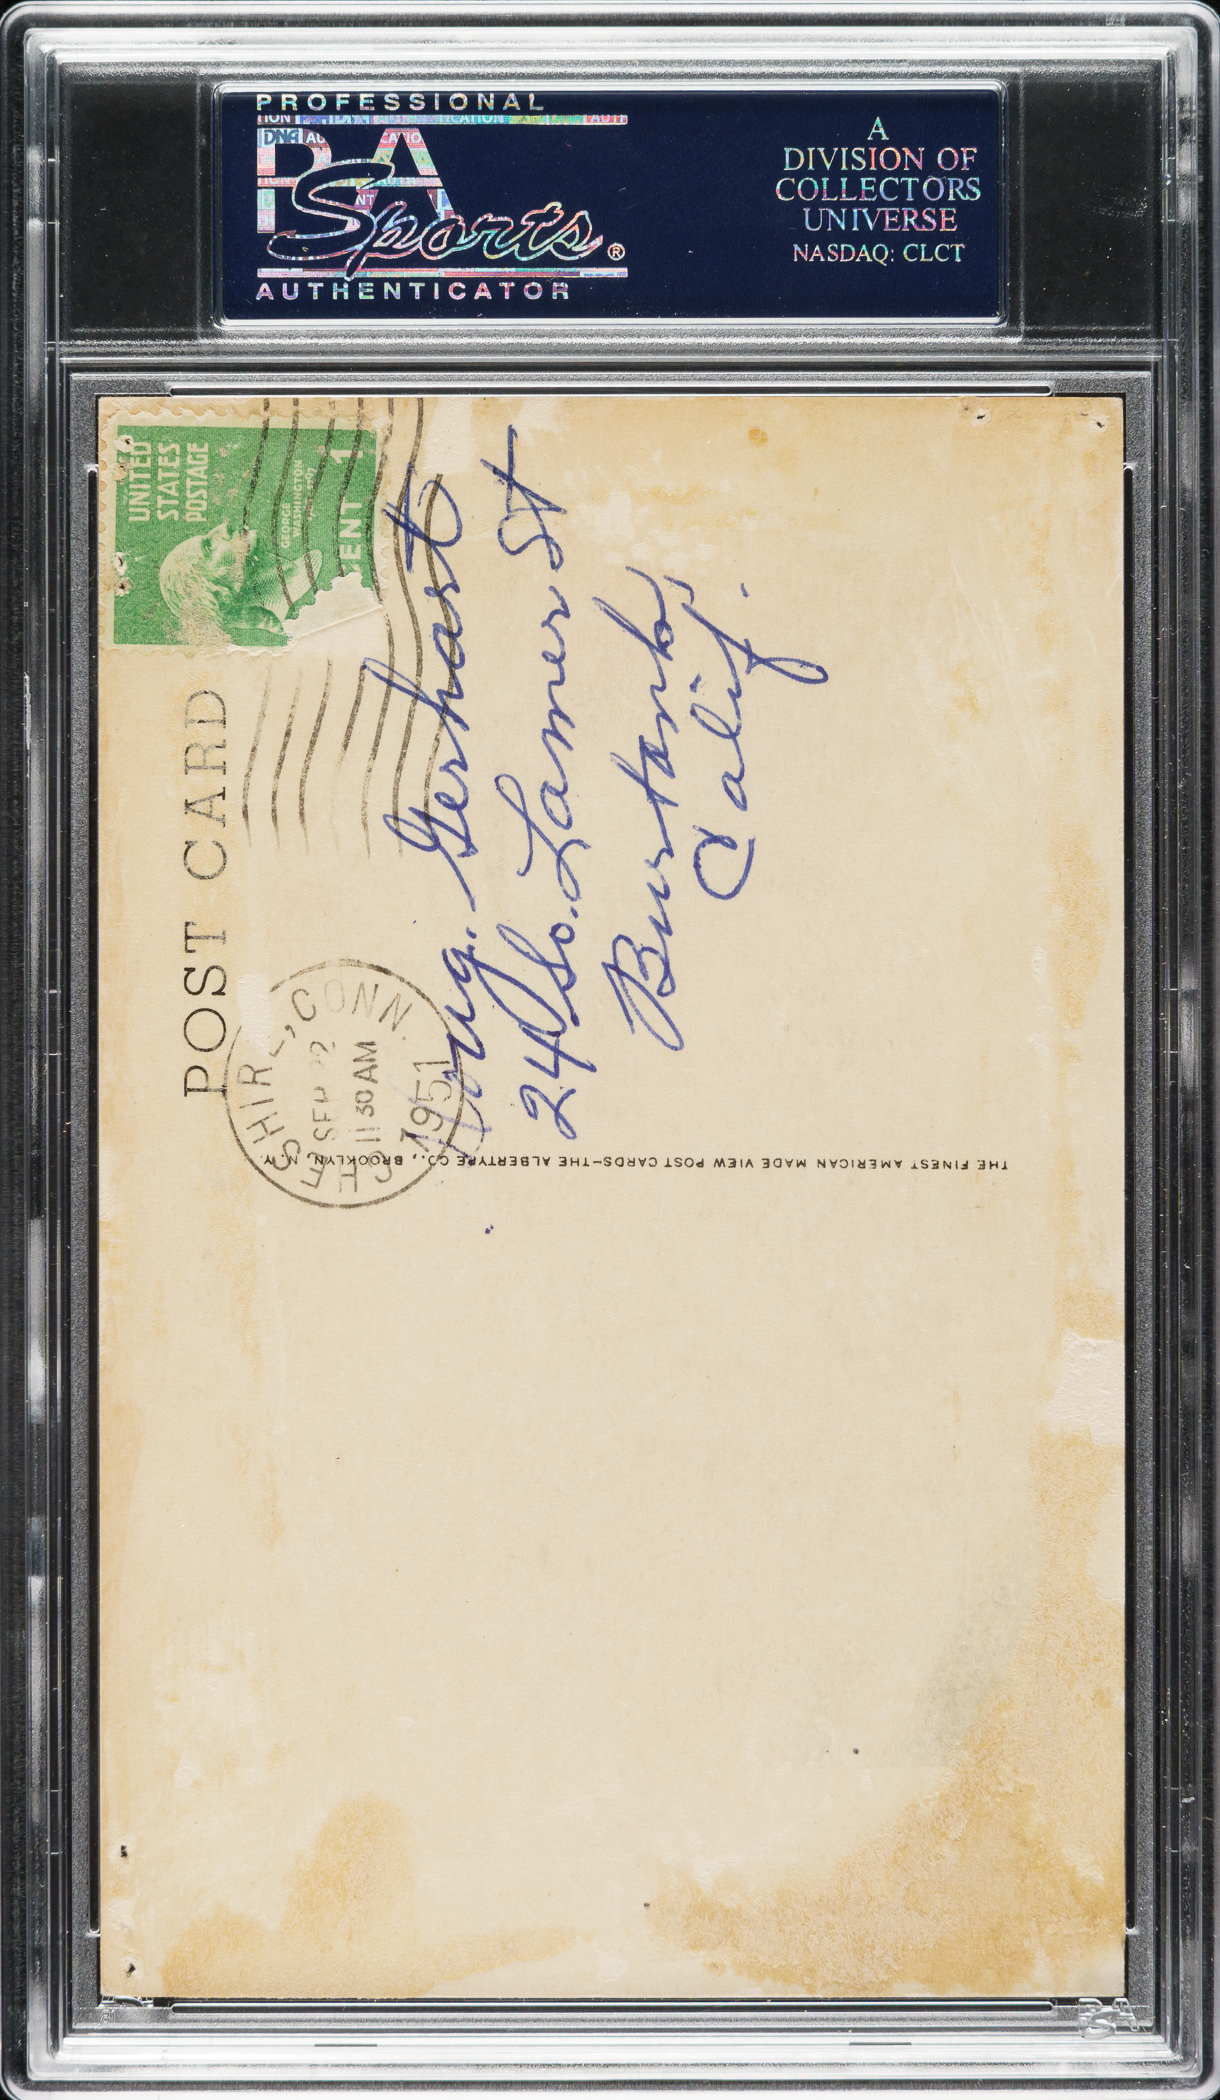 PROFESSIONAL
PSA
Sports®
AUTHENTICATOR
A
DIVISION OF
COLLECTORS
UNIVERSE
NASDAQ: CLCT
POST CARD
UNITED
STATES
POSTAGE
GEORGE
WASHINGTON
1
CENT
CHESHIRE, CONN.
SEP 22
11 30 AM
1951
Gerhart
24 So. Lamer St
Burbank,
Calif.
THE FINEST AMERICAN MADE VIEW POST CARDS–THE ALBERTYPE CO., BROOKLYN, N.Y.